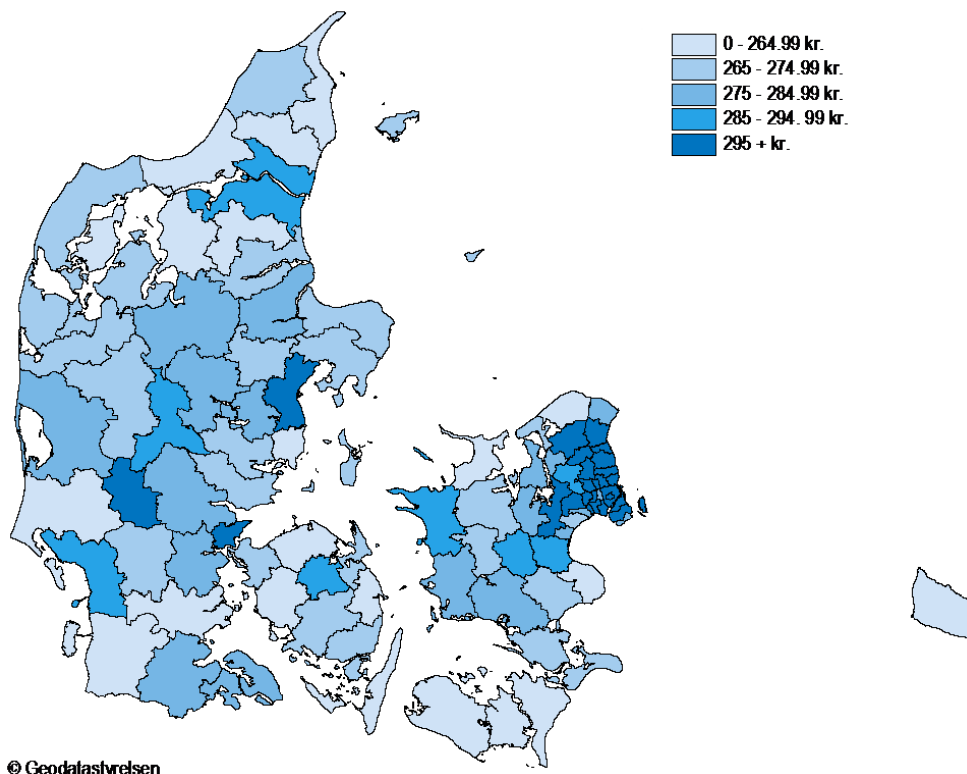 0 - 264.99 kr.
265 - 274.99 kr.
275 - 284.99 kr.
285 - 294. 99 kr.
295 + kr.
© Geodatastyrelsen